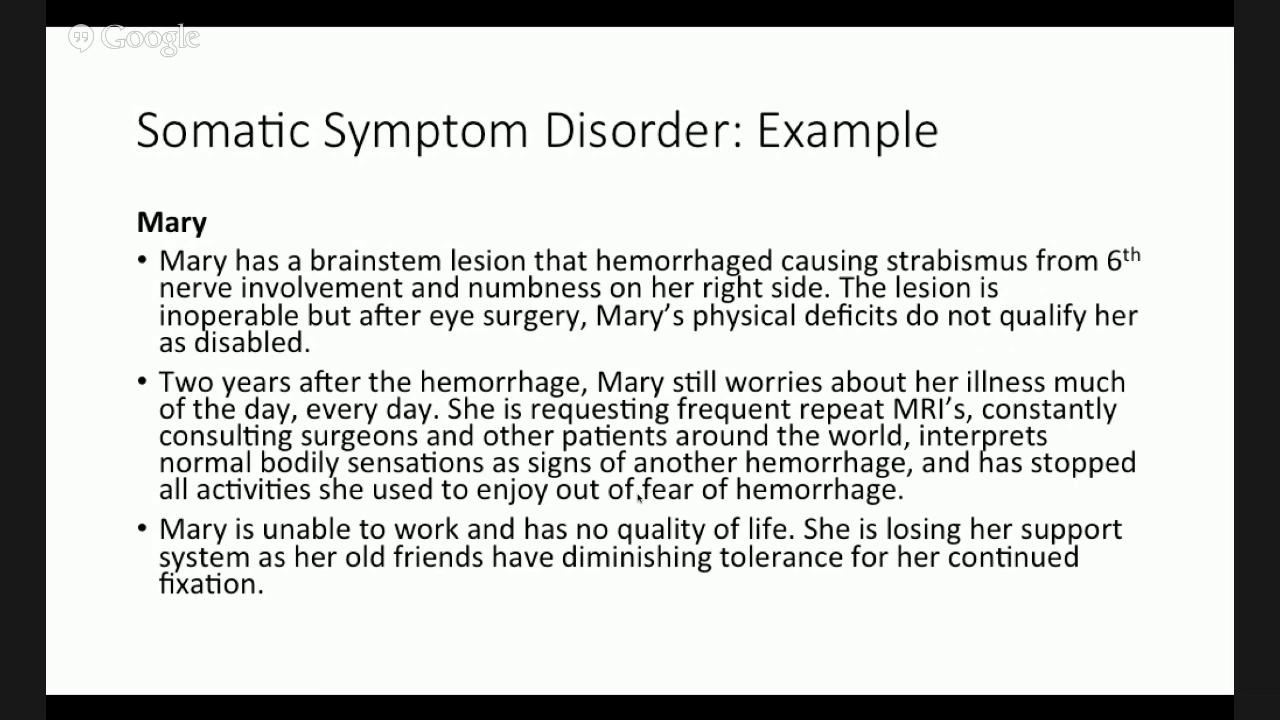 Google
Somatic Symptom Disorder: Example
Mary
• Mary has a brainstem lesion that hemorrhaged causing strabismus from 6th
nerve involvement and numbness on her right side. The lesion is
inoperable but after eye surgery, Mary’s physical deficits do not qualify her
as disabled.
• Two years after the hemorrhage, Mary still worries about her illness much
of the day, every day. She is requesting frequent repeat MRI’s, constantly
consulting surgeons and other patients around the world, interprets
normal bodily sensations as signs of another hemorrhage, and has stopped
all activities she used to enjoy out of fear of hemorrhage.
• Mary is unable to work and has no quality of life. She is losing her support
system as her old friends have diminishing tolerance for her continued
fixation.